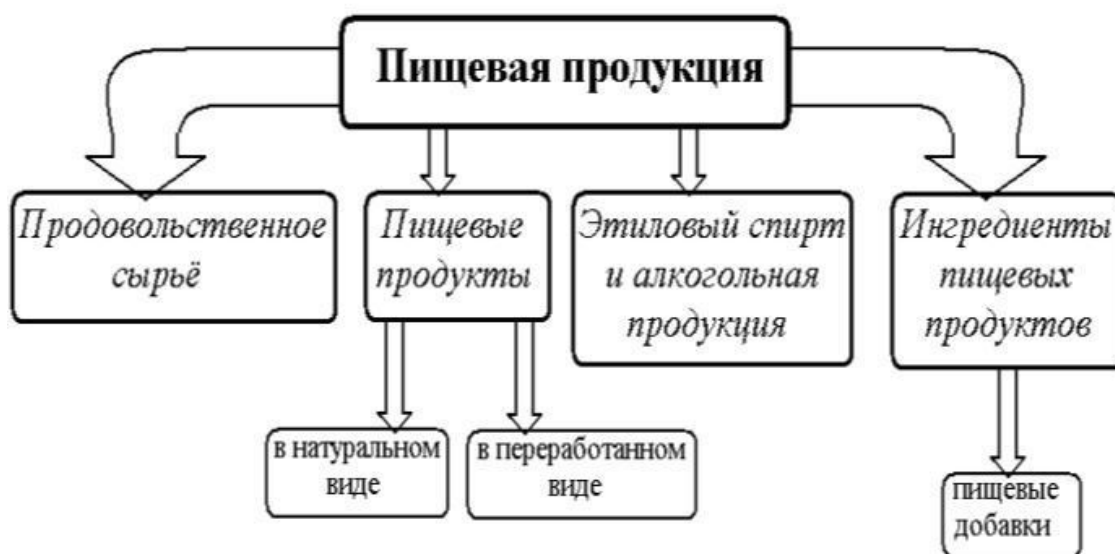 Пищевая продукция
Продовольственное
сырьё
Пищевые
продукты
Этиловый спирт
и алкогольная
продукция
Ингредиенты
пищевых
продуктов
в натуральном
виде
в переработанном
виде
пищевые
добавки